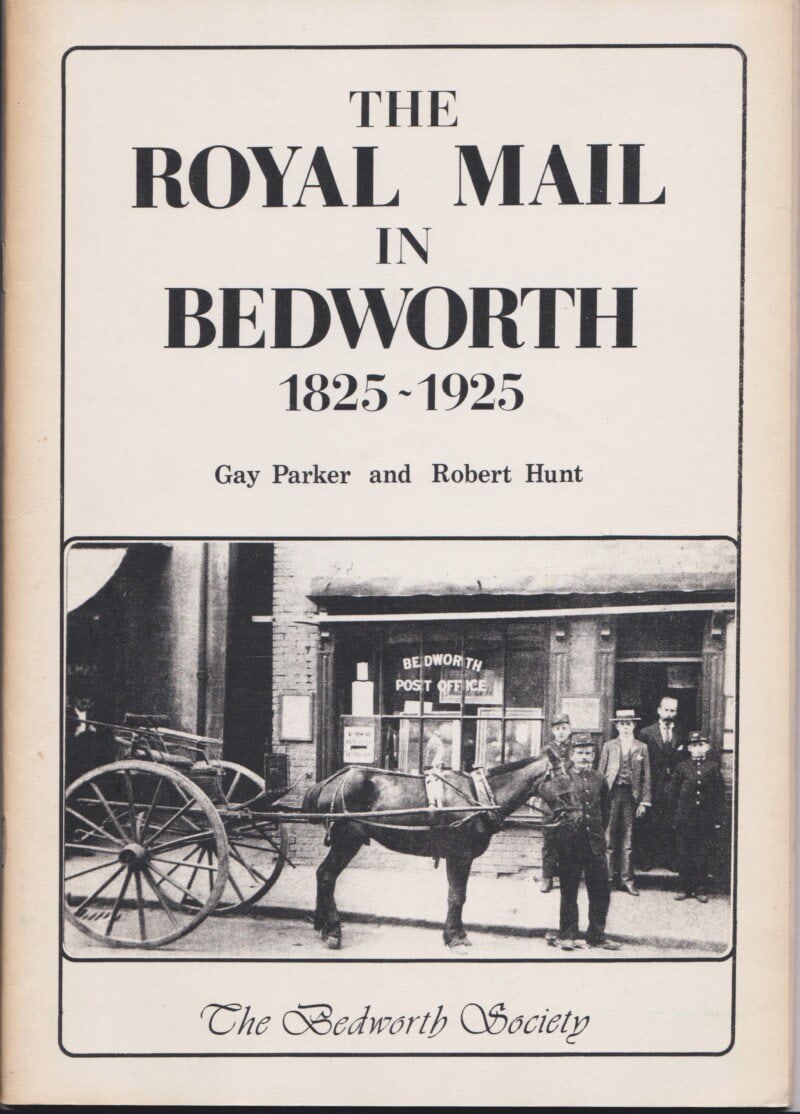 THE
ROYAL MAIL
IN
BEDWORTH
1825~1925
Gay Parker and Robert Hunt
BEDWORTH
POST OFFICE
The Bedworth Society